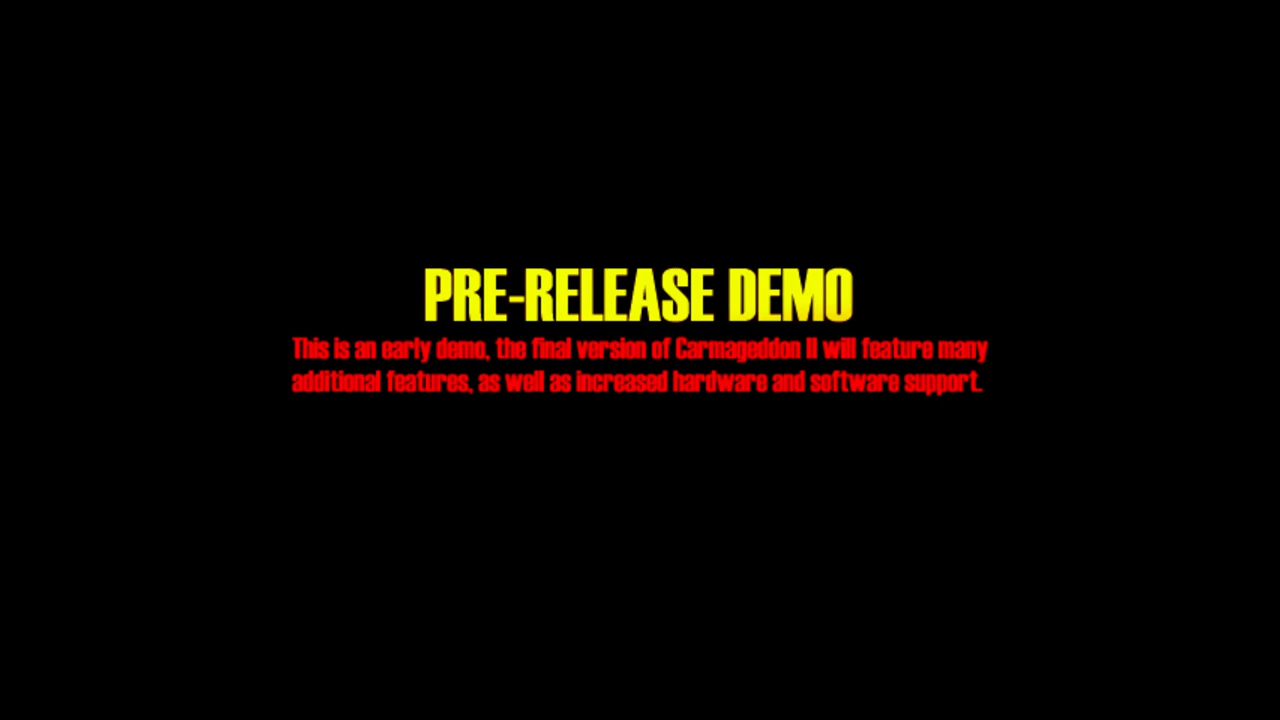 PRE-RELEASE DEMO
This is an early demo, the final version of Carmageddon II will feature many
additional features, as well as increased hardware and software support.